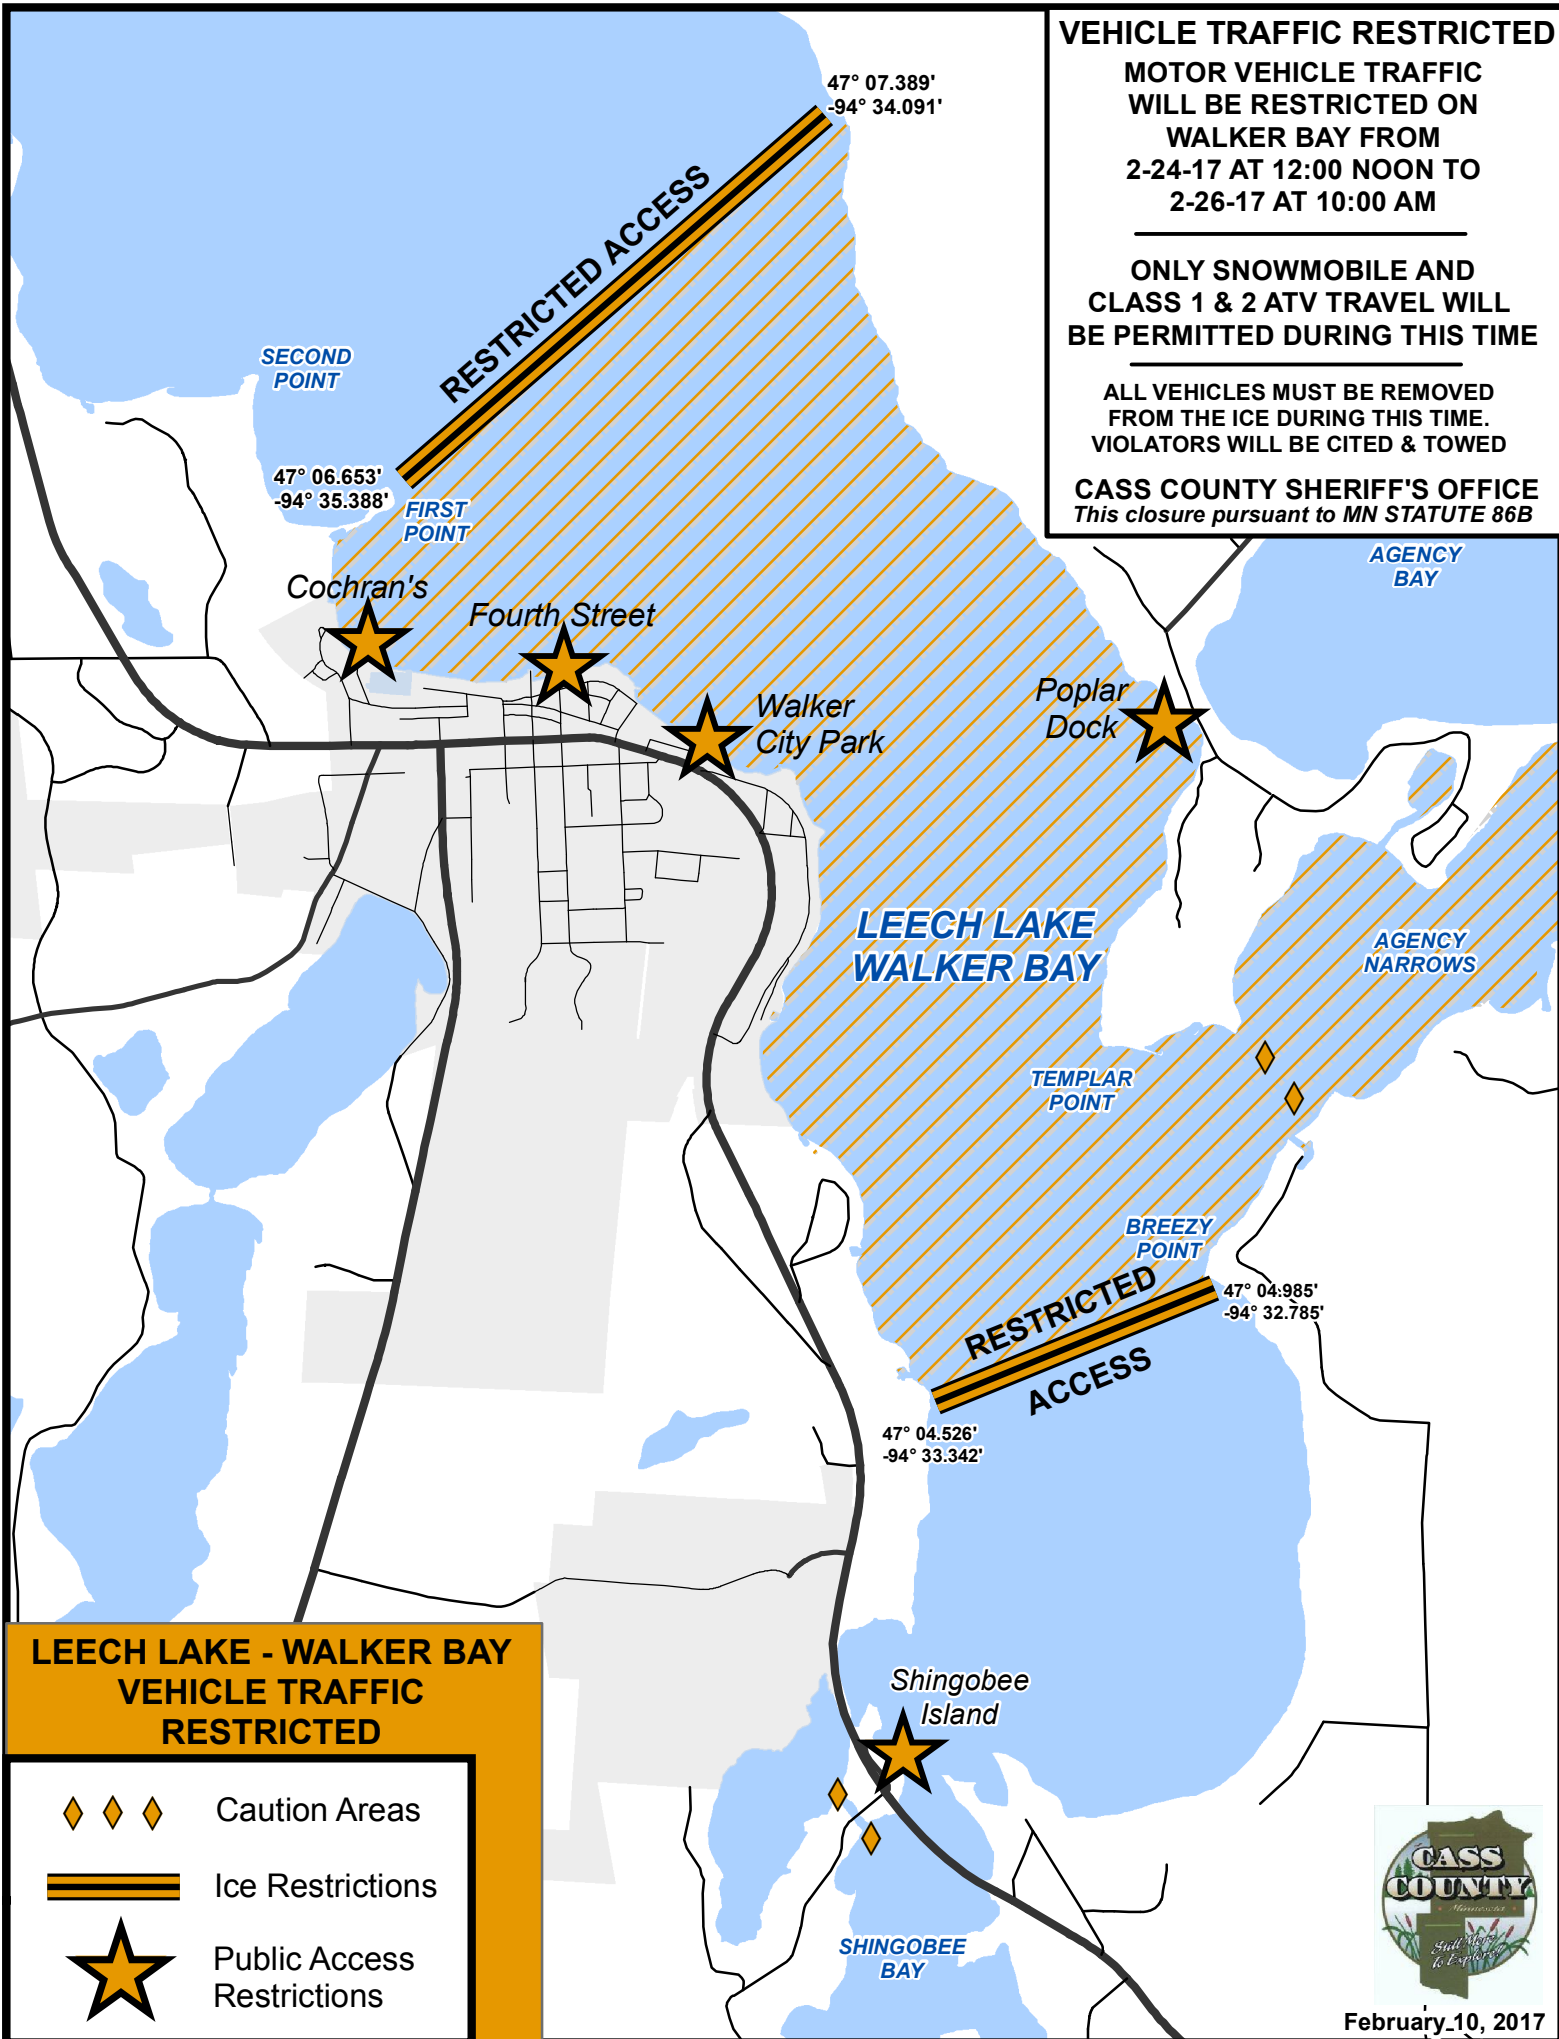 VEHICLE TRAFFIC RESTRICTED
MOTOR VEHICLE TRAFFIC
WILL BE RESTRICTED ON
WALKER BAY FROM
2-24-17 AT 12:00 NOON TO
2-26-17 AT 10:00 AM
ONLY SNOWMOBILE AND
CLASS 1 & 2 ATV TRAVEL WILL
BE PERMITTED DURING THIS TIME
ALL VEHICLES MUST BE REMOVED
FROM THE ICE DURING THIS TIME.
VIOLATORS WILL BE CITED & TOWED
CASS COUNTY SHERIFF'S OFFICE
This closure pursuant to MN STATUTE 86B
47° 07.389'
-94° 34.091'
RESTRICTED ACCESS
SECOND
POINT
47° 06.653'
-94° 35.388'
FIRST
POINT
AGENCY
BAY
Cochran's
Fourth Street
Walker
City Park
Poplar
Dock
LEECH LAKE
WALKER BAY
AGENCY
NARROWS
TEMPLAR
POINT
BREEZY
POINT
RESTRICTED
ACCESS
47° 04.985'
-94° 32.785'
47° 04.526'
-94° 33.342'
Shingobee
Island
SHINGOBEE
BAY
LEECH LAKE - WALKER BAY
VEHICLE TRAFFIC
RESTRICTED
Caution Areas
Ice Restrictions
Public Access
Restrictions
CASS
COUNTY
Minnesota
Still More
To Explore!
February 10, 2017